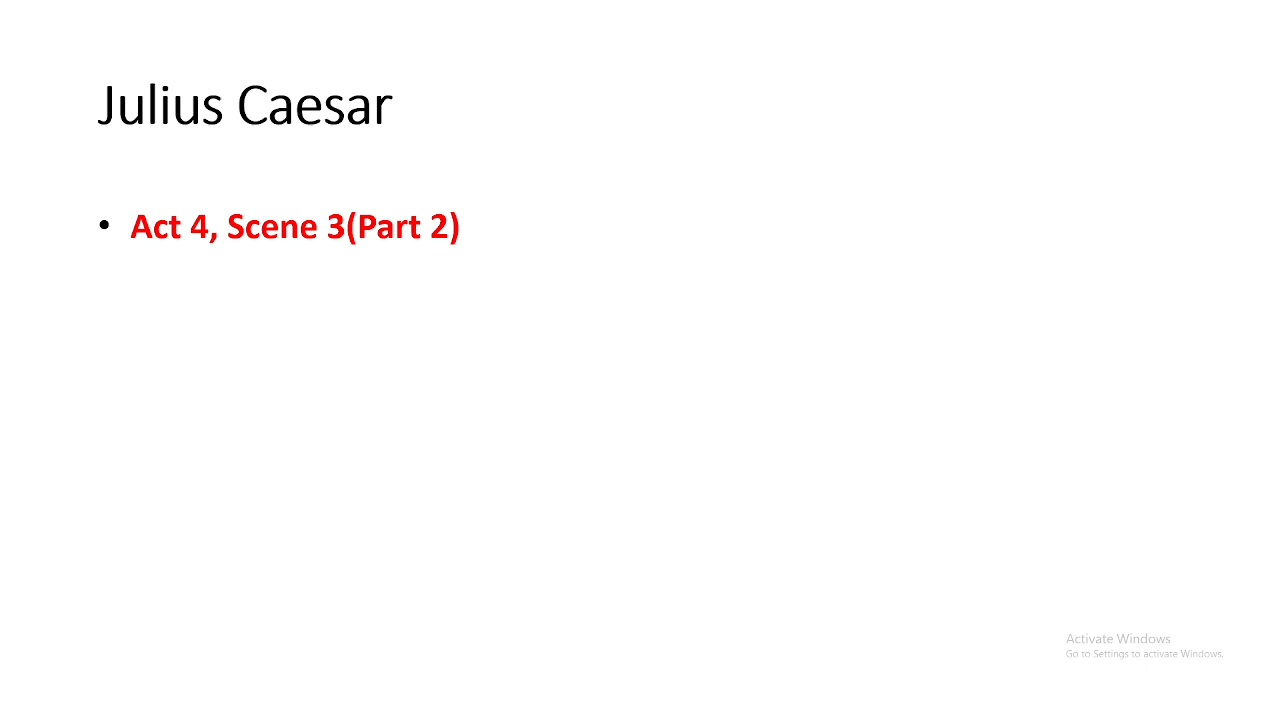 Julius Caesar
• Act 4, Scene 3(Part 2)
Activate Windows
Go to Settings to activate Windows.